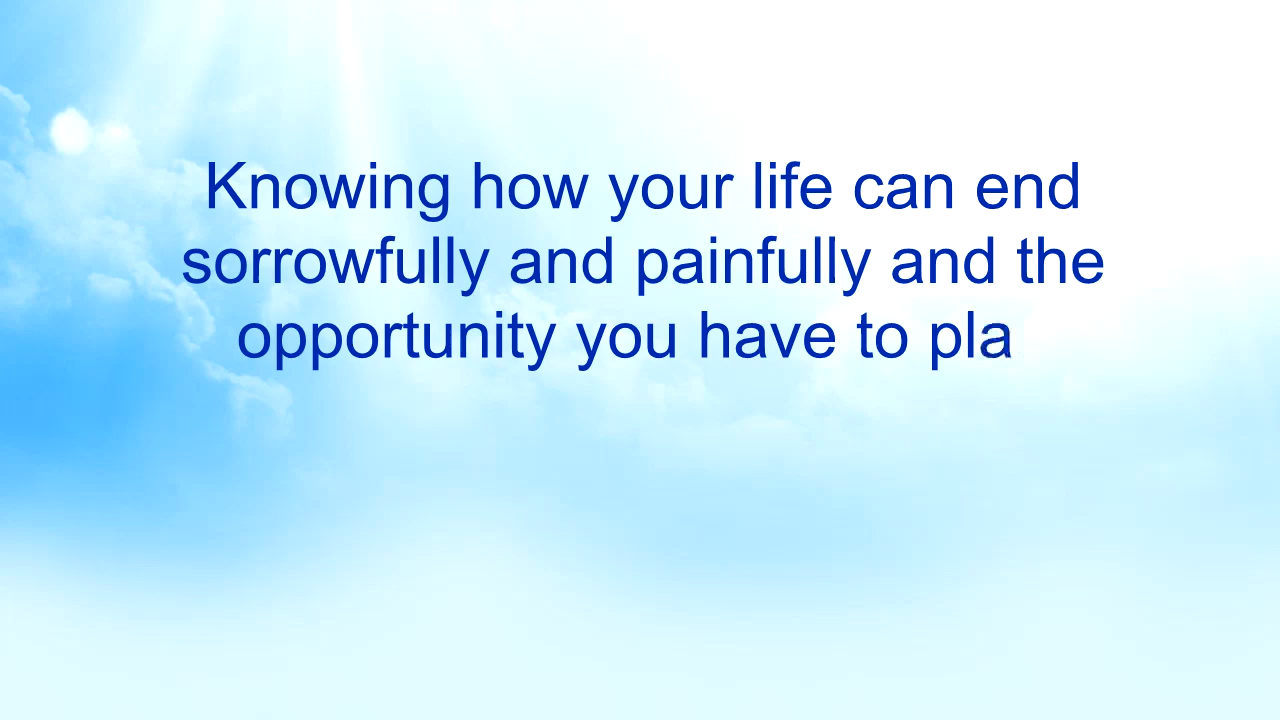 Knowing how your life can end
sorrowfully and painfully and the
opportunity you have to pla